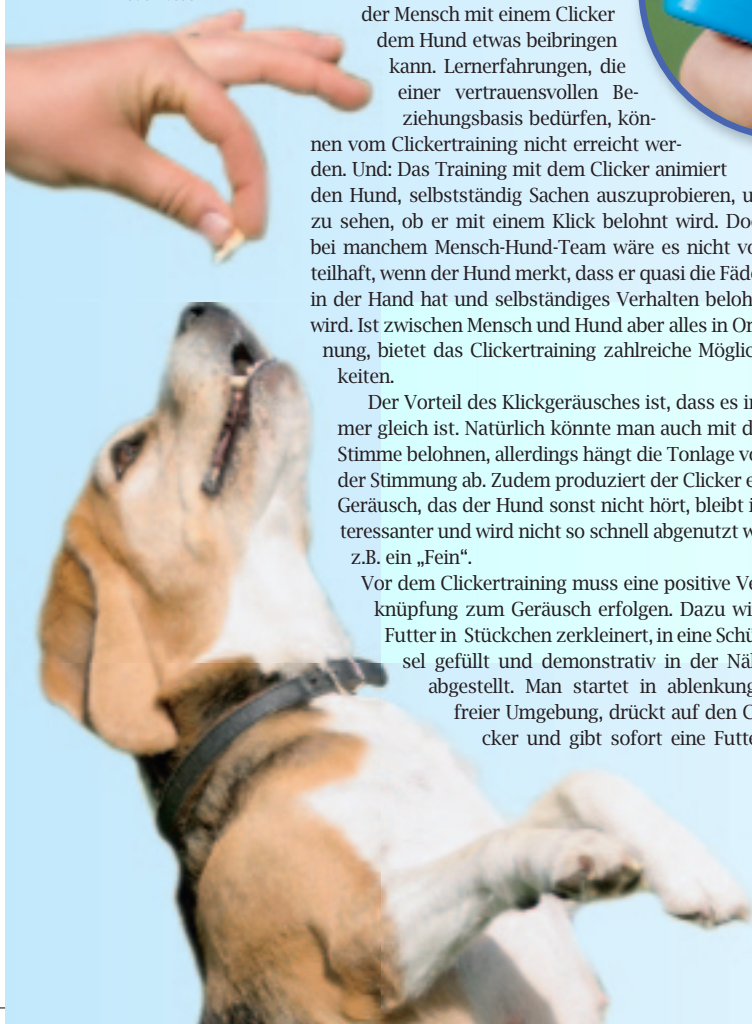 der Mensch mit einem Clicker
dem Hund etwas beibringen
kann. Lernerfahrungen, die
einer vertrauensvollen Be-
ziehungsbasis bedürfen, kön-
nen vom Clickertraining nicht erreicht wer-
den. Und: Das Training mit dem Clicker animiert
den Hund, selbstständig Sachen auszuprobieren, u
zu sehen, ob er mit einem Klick belohnt wird. Do
bei manchem Mensch-Hund-Team wäre es nicht vo
teilhaft, wenn der Hund merkt, dass er quasi die Fäde
in der Hand hat und selbständiges Verhalten beloh
wird. Ist zwischen Mensch und Hund aber alles in Or
nung, bietet das Clickertraining zahlreiche Möglic
keiten.
Der Vorteil des Klickgeräusches ist, dass es i
mer gleich ist. Natürlich könnte man auch mit d
Stimme belohnen, allerdings hängt die Tonlage vo
der Stimmung ab. Zudem produziert der Clicker e
Geräusch, das der Hund sonst nicht hört, bleibt i
teressanter und wird nicht so schnell abgenutzt w
z.B. ein „Fein“.
Vor dem Clickertraining muss eine positive Ve
knüpfung zum Geräusch erfolgen. Dazu wi
Futter in Stückchen zerkleinert, in eine Schü
sel gefüllt und demonstrativ in der Nä
abgestellt. Man startet in ablenkung
freier Umgebung, drückt auf den C
cker und gibt sofort eine Futte